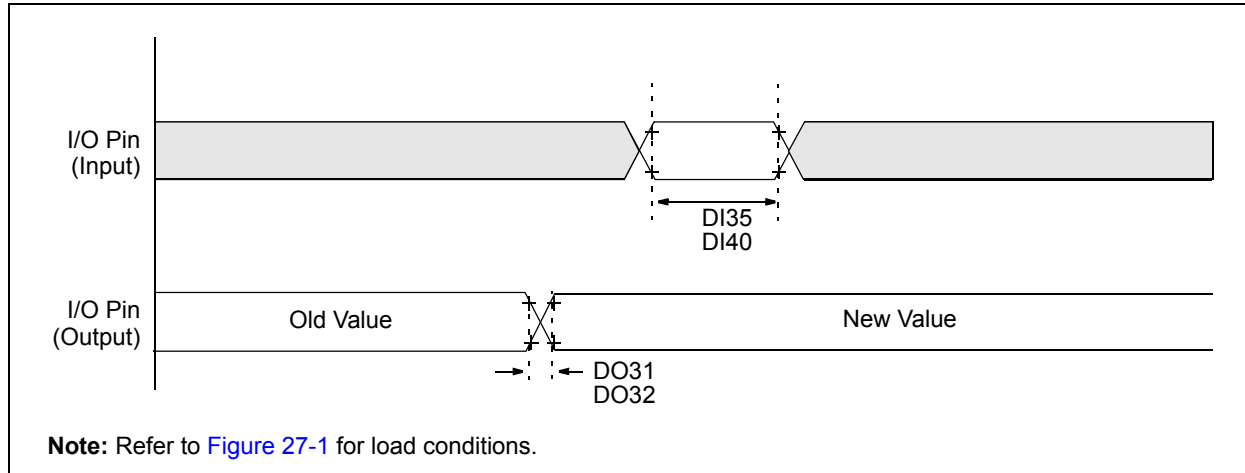 I/O Pin
(Input)
DI35
DI40
I/O Pin
(Output)
Old Value
New Value
DO31
DO32
Note: Refer to Figure 27-1 for load conditions.